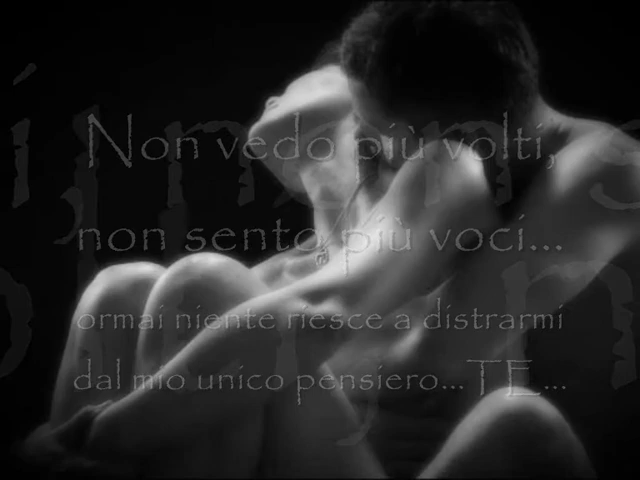 Non vedo più volti,
non sento più voci...
ormai niente riesce a distrarmi
dal mio unico pensiero...TE...